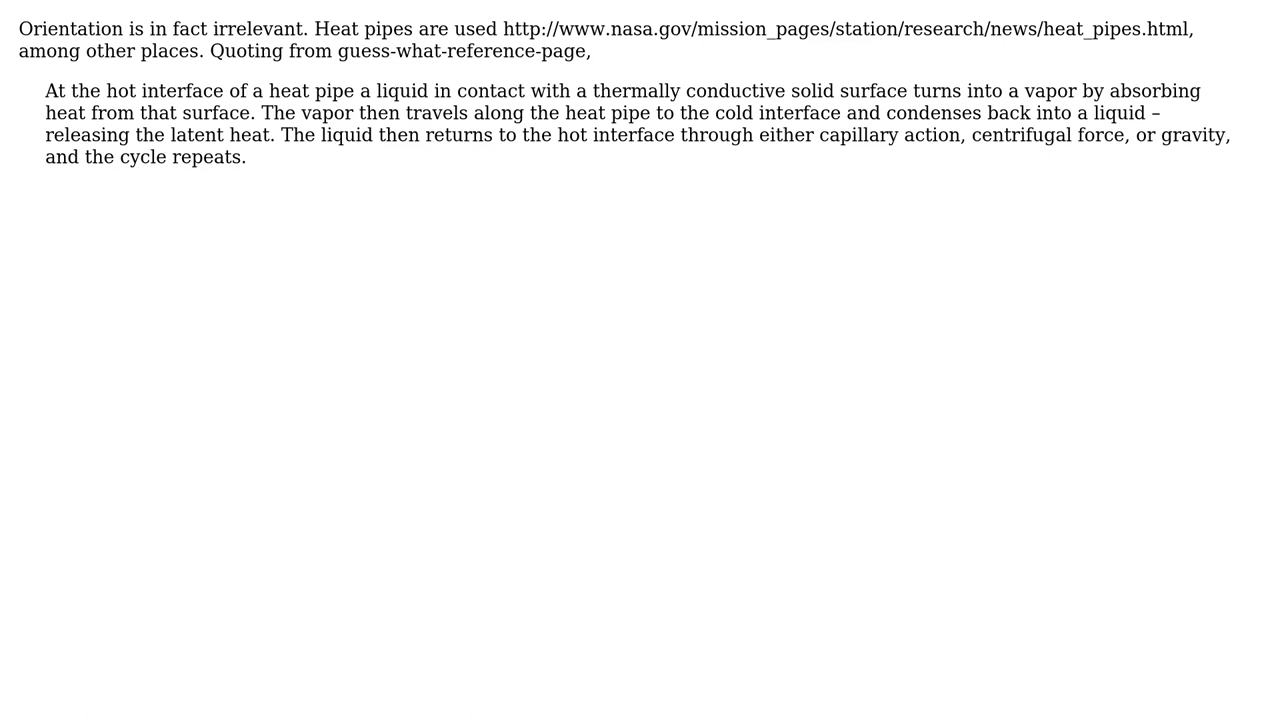 Orientation is in fact irrelevant. Heat pipes are used http://www.nasa.gov/mission_pages/station/research/news/heat_pipes.html,
among other places. Quoting from guess-what-reference-page,
At the hot interface of a heat pipe a liquid in contact with a thermally conductive solid surface turns into a vapor by absorbing
heat from that surface. The vapor then travels along the heat pipe to the cold interface and condenses back into a liquid –
releasing the latent heat. The liquid then returns to the hot interface through either capillary action, centrifugal force, or gravity,
and the cycle repeats.